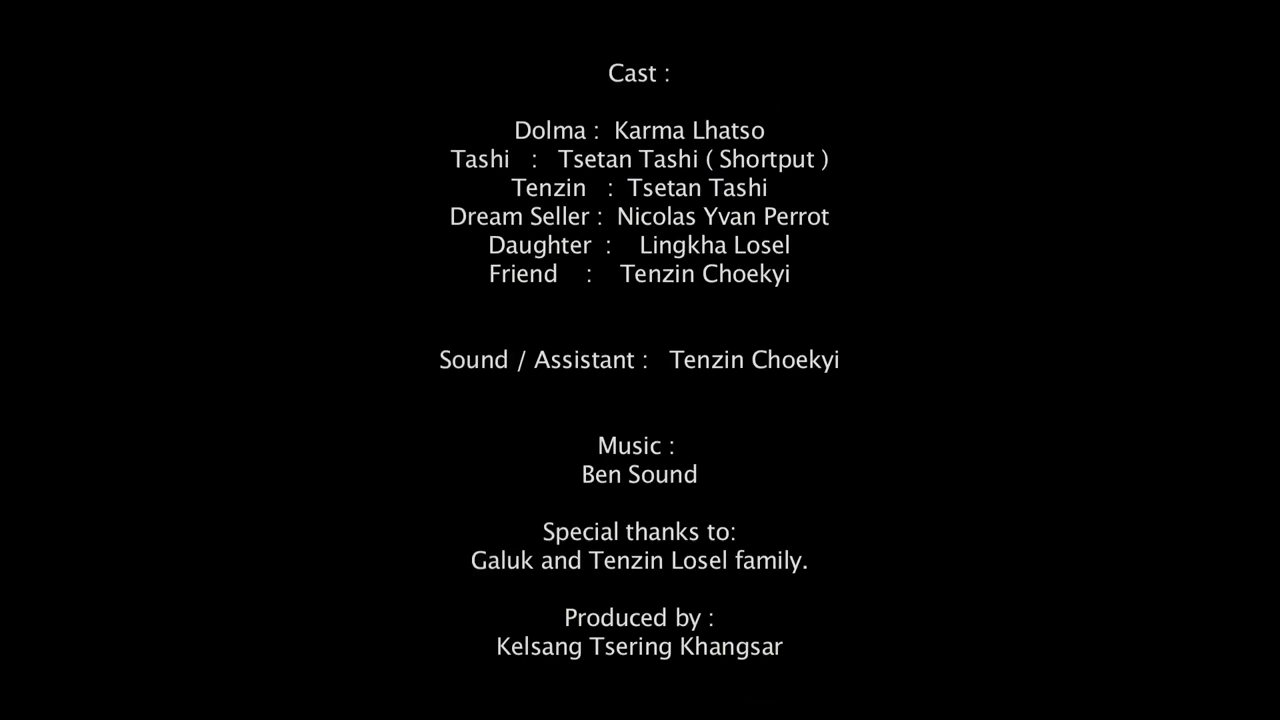 Cast :
Dolma : Karma Lhatso
Tashi : Tsetan Tashi ( Shortput )
Tenzin : Tsetan Tashi
Dream Seller : Nicolas Yvan Perrot
Daughter : Lingkha Losel
Friend : Tenzin Choekyi
Sound / Assistant : Tenzin Choekyi
Music :
Ben Sound
Special thanks to:
Galuk and Tenzin Losel family.
Produced by :
Kelsang Tsering Khangsar